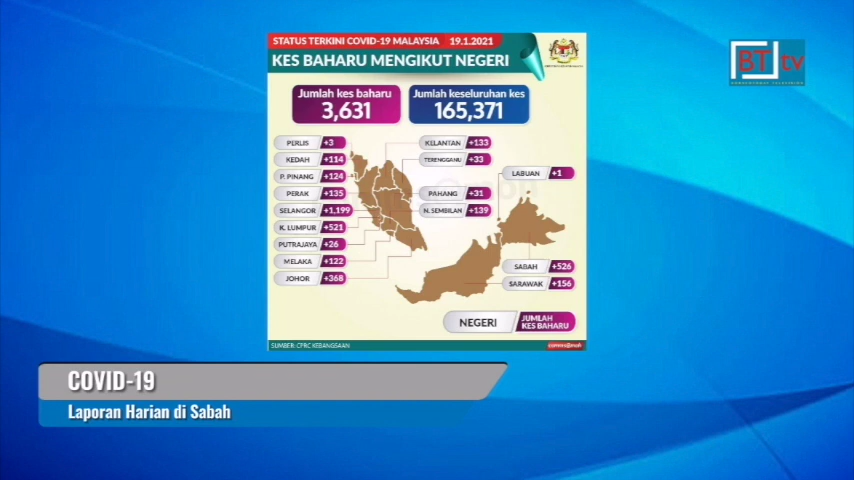 STATUS TERKINI COVID-19 MALAYSIA 19.1.2021
KES BAHARU MENGIKUT NEGERI
BT tv
Jumlah kes baharu
3,631
Jumlah keseluruhan kes
165,371
PERLIS +3
KEDAH +114
P. PINANG +124
PERAK +135
SELANGOR +1,199
K. LUMPUR +521
PUTRAJAYA +26
MELAKA +122
JOHOR +368
KELANTAN +133
TERENGGANU +33
PAHANG +31
N. SEMBILAN +139
LABUAN +1
SABAH +526
SARAWAK +156
NEGERI
JUMLAH
KES BAHARU
SUMBER: CPRC KEBANGSAAN
COVID-19
Laporan Harian di Sabah